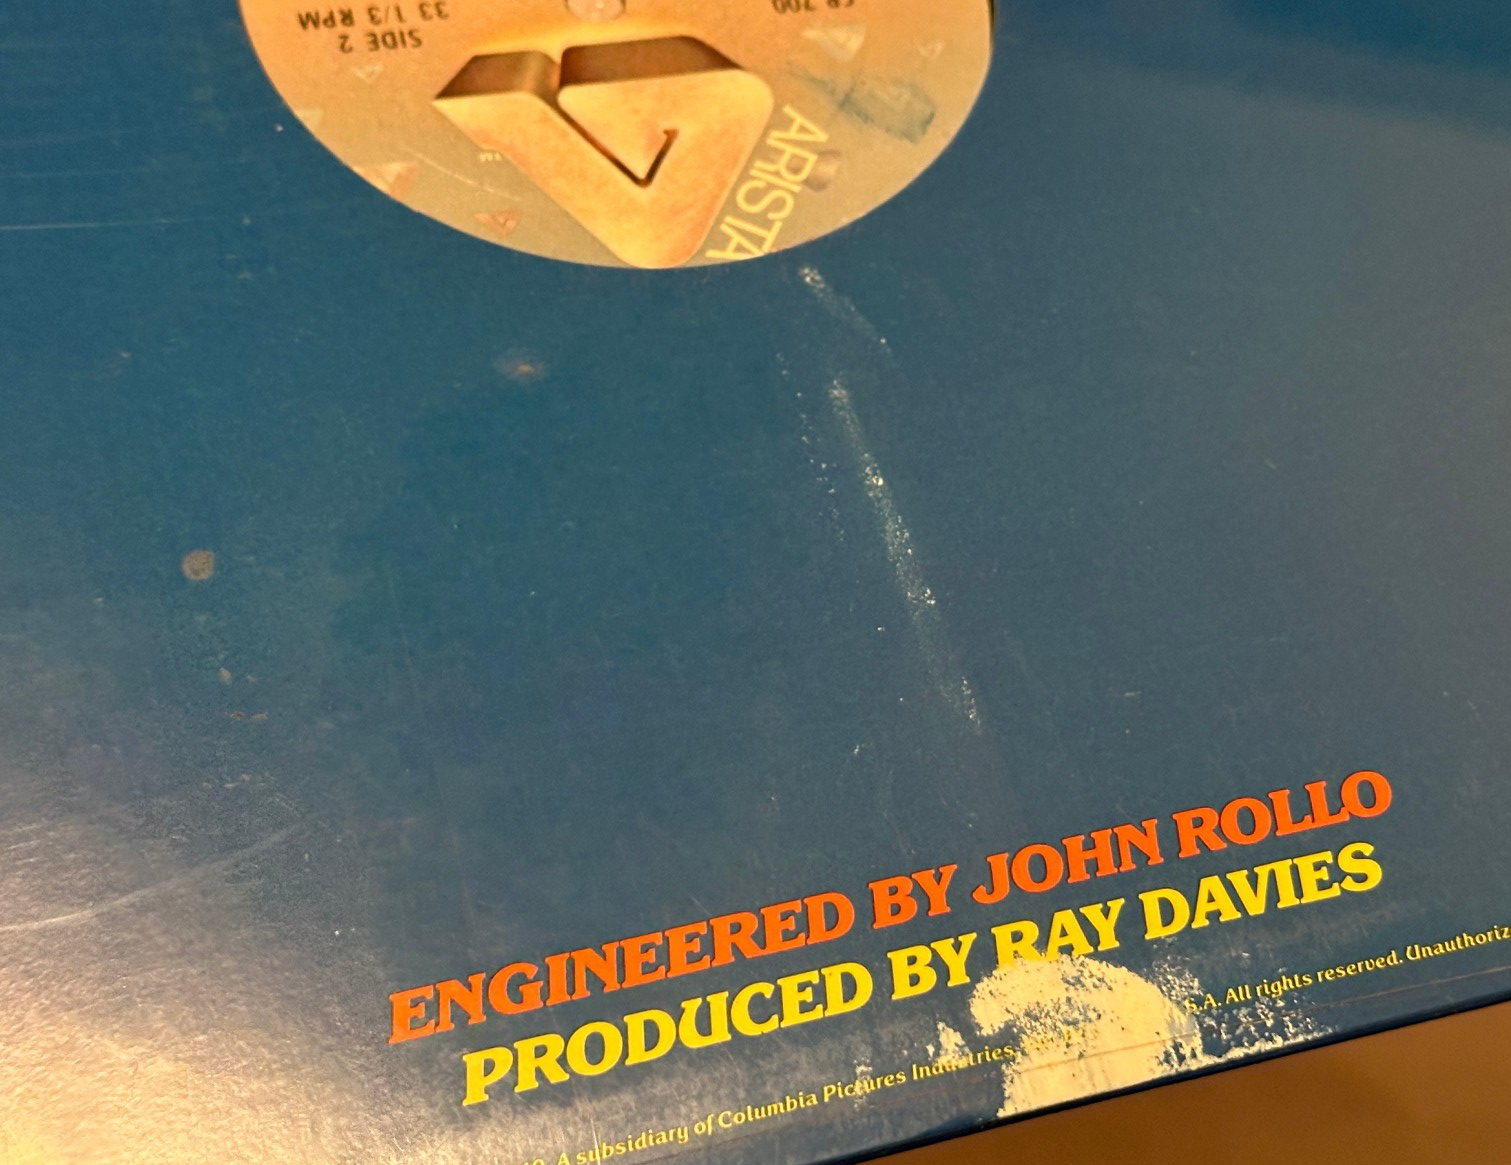 33 1/3 RPM
SIDE 2
ARISTA
TM
ENGINEERED BY JOHN ROLLO
PRODUCED BY RAY DAVIES
A subsidiary of Columbia Pictures Industries, S.A. All rights reserved.